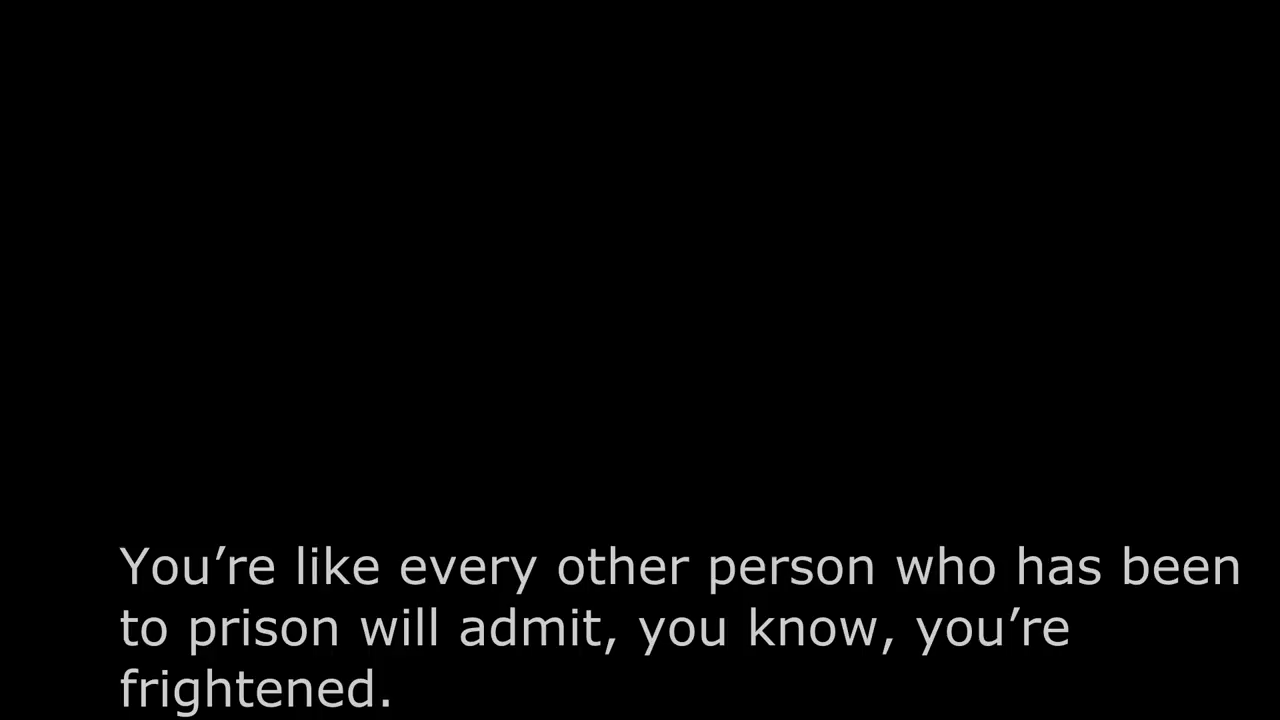 You’re like every other person who has been
to prison will admit, you know, you’re
frightened.